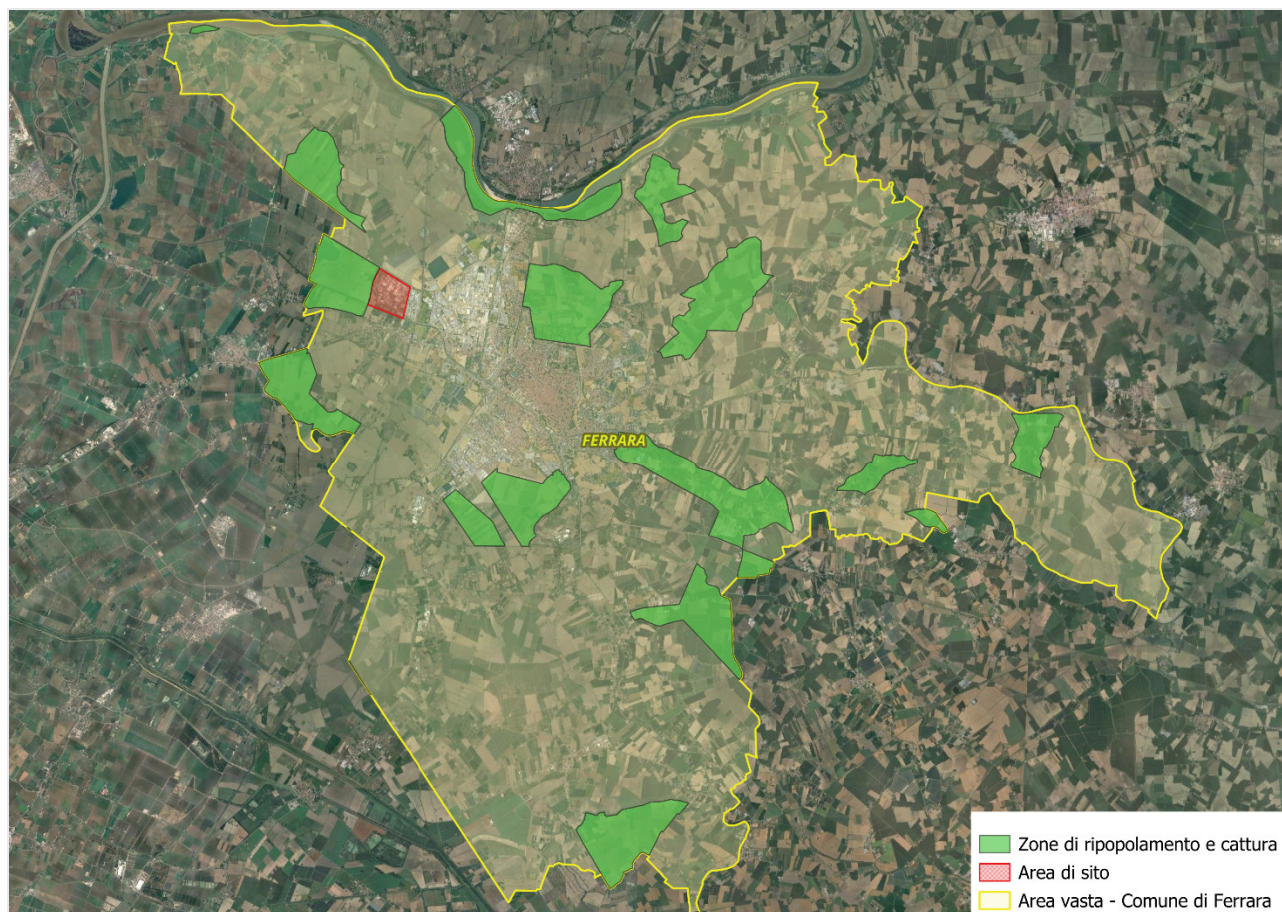 FERRARA
Zone di ripopolamento e cattura
Area di sito
Area vasta - Comune di Ferrara